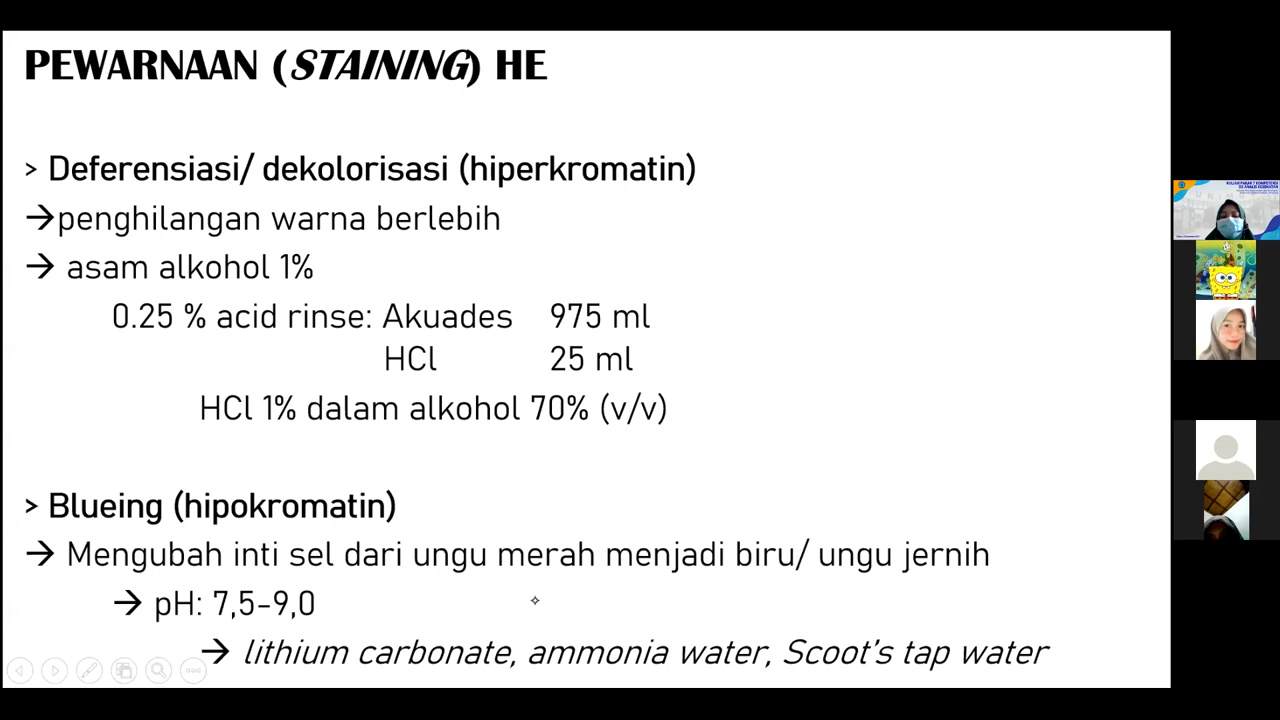 PEWARNAAN (STAINING) HE
> Deferensiasi/ dekolorisasi (hiperkromatin)
→penghilangan warna berlebih
→ asam alkohol 1%
0.25 % acid rinse: Akuades 975 ml
HCl 25 ml
HCl 1% dalam alkohol 70% (v/v)
> Blueing (hipokromatin)
→ Mengubah inti sel dari ungu merah menjadi biru/ ungu jernih
→ pH: 7,5-9,0
→ lithium carbonate, ammonia water, Scoot's tap water